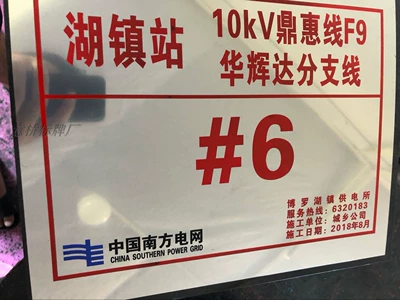 湖镇站
10kV鼎惠线F9
华辉达分支线
#6
博罗湖镇供电所
服务热线：6320183
施工单位：城乡公司
施工日期：2018年8月
中国南方电网
CHINA SOUTHERN POWER GRID